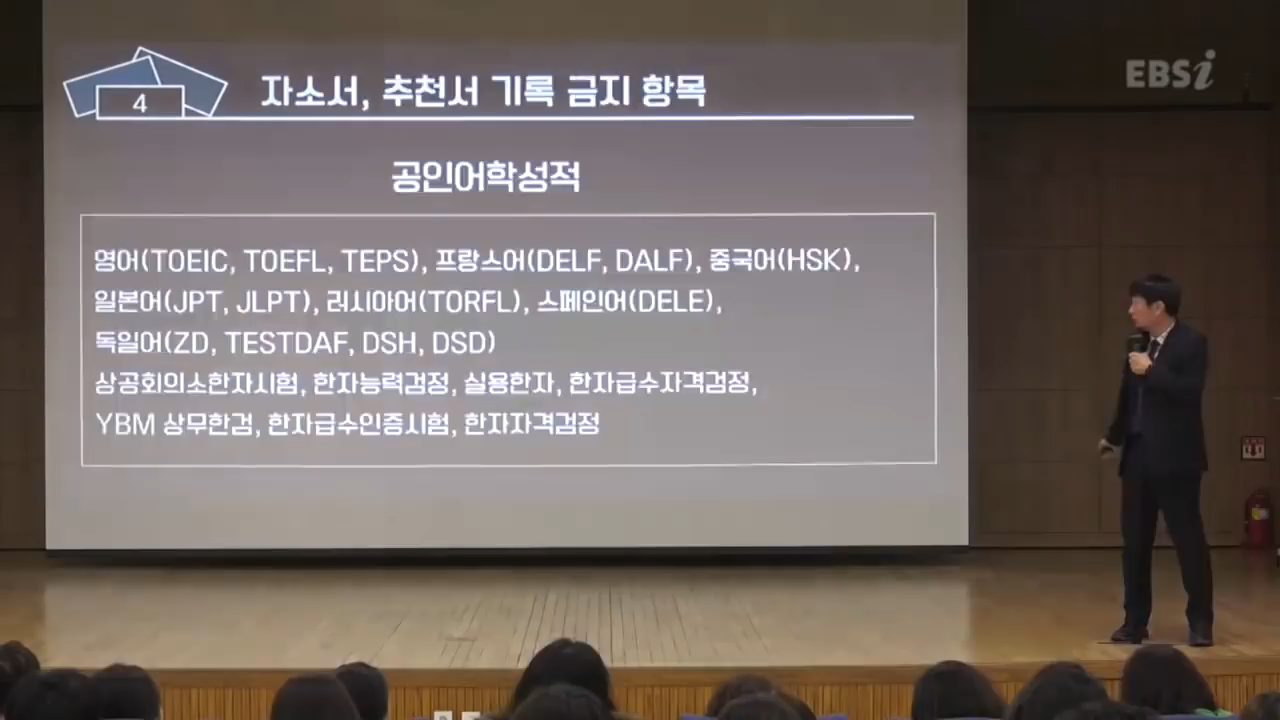 4
자소서, 추천서 기록 금지 항목
EBSi
공인어학성적
영어(TOEIC, TOEFL, TEPS), 프랑스어(DELF, DALF), 중국어(HSK),
일본어(JPT, JLPT), 러시아어(TORFL), 스페인어(DELE),
독일어(ZD, TESTDAF, DSH, DSD)
상공회의소한자시험, 한자능력검정, 실용한자, 한자급수자격검정,
YBM 상무한검, 한자급수인증시험, 한자자격검정